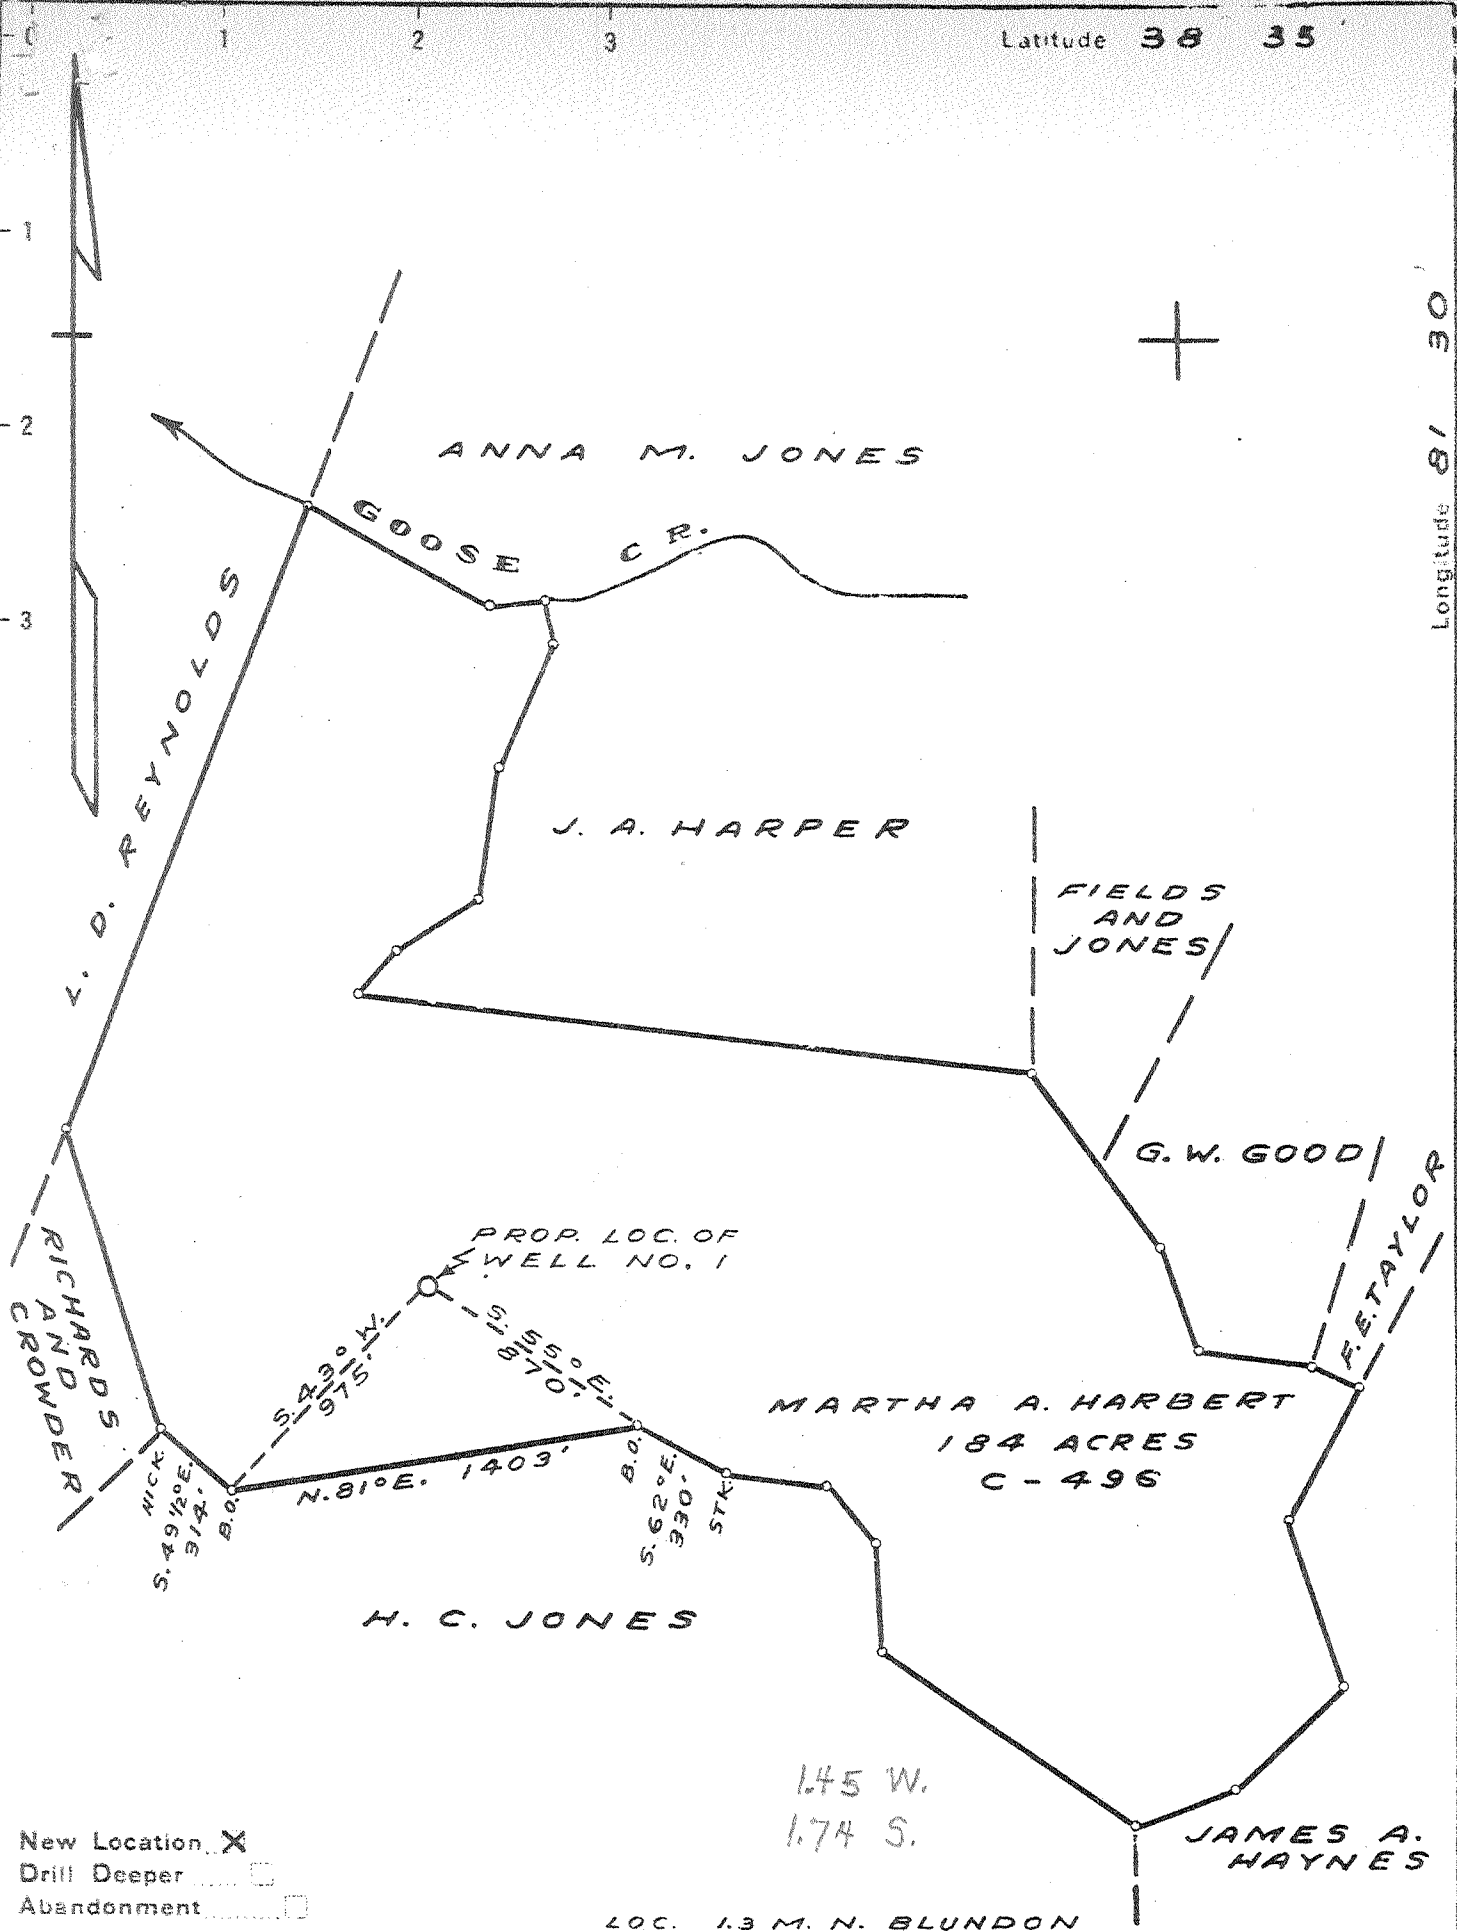 0 1 2 3 Latitude 38 35
1
2
3
Longitude 81 30
ANNA M. JONES
GOOSE CR.
L. D. REYNOLDS
J. A. HARPER
FIELDS
AND
JONES
G. W. GOOD
F. E. TAYLOR
PROP. LOC. OF
WELL NO. 1
RICHARDS
AND
CROWDER
S. 43° W.
975'
S. 55° E.
870'
MARTHA A. HARBERT
184 ACRES
C-496
HICK.
S. 49 1/2° E.
314'
B.O.
N. 81° E. 1403'
B.O.
S. 62° E.
330'
STK.
H. C. JONES
1.45 W.
1.74 S.
JAMES A.
HAYNES
New Location X
Drill Deeper
Abandonment
LOC. 1.3 M. N. BLUNDON